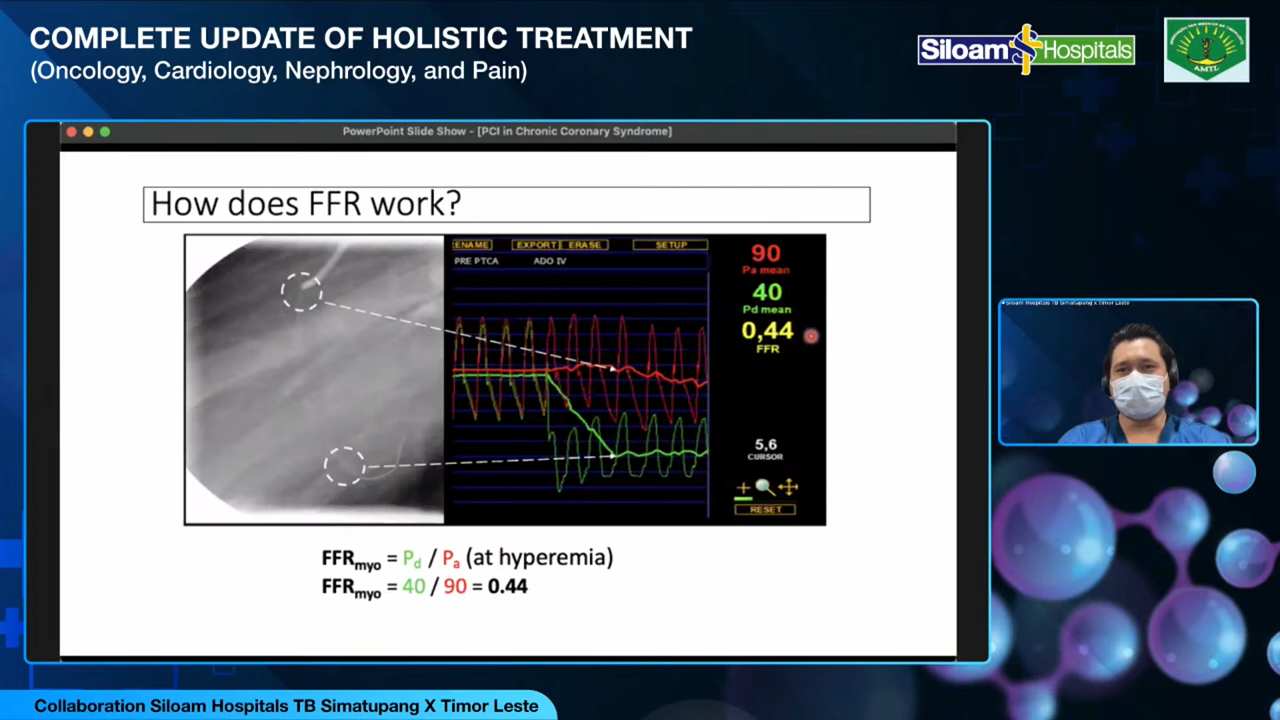 COMPLETE UPDATE OF HOLISTIC TREATMENT
(Oncology, Cardiology, Nephrology, and Pain)
Siloam Hospitals
AMTL
PowerPoint Slide Show - [PCI in Chronic Coronary Syndrome]
How does FFR work?
ENAME EXPORT ERASE SETUP
PRE PTCA ADO IV
90
Pa mean
40
Pd mean
0,44
FFR
5,6
CURSOR
RESET
FFRmyo = Pd / Pa (at hyperemia)
FFRmyo = 40 / 90 = 0.44
Siloam Hospitals TB Simatupang X Timor Leste
Collaboration Siloam Hospitals TB Simatupang X Timor Leste